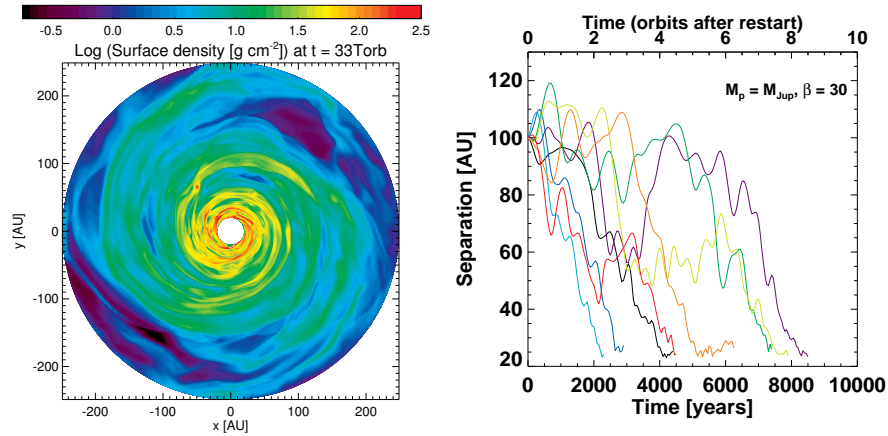 -0.5 0.0 0.5 1.0 1.5 2.0 2.5
Log (Surface density [g cm⁻²]) at t = 33Torb
200
100
0
-100
-200
y [AU]
-200 -100 0 100 200
x [AU]
Time (orbits after restart)
0 2 4 6 8 10
M_p = M_Jup, β = 30
120
100
80
60
40
20
Separation [AU]
0 2000 4000 6000 8000 10000
Time [years]